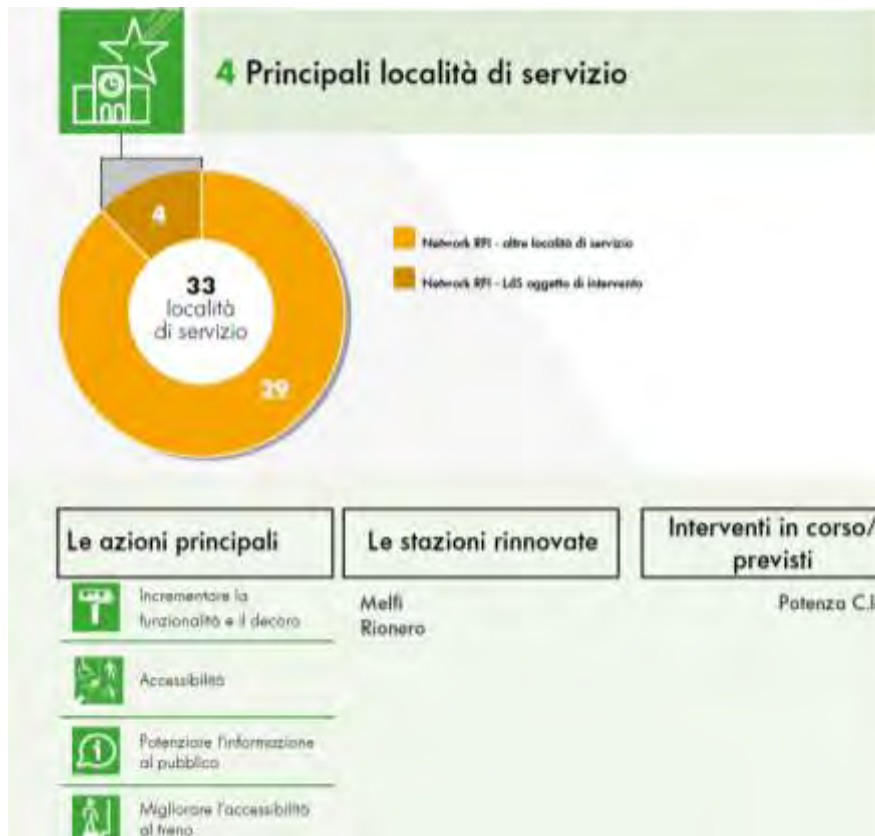 4 Principali località di servizio
4
33
località
di servizio
29
Network RFI - altre località di servizio
Network RFI - LdS oggetto di intervento
Le azioni principali
Le stazioni rinnovate
Interventi in corso/
previsti
Incrementare la
funzionalità e il decoro
Accessibilità
Potenziare l'informazione
al pubblico
Migliorare l'accessibilità
al treno
Melfi
Rionero
Potenza C.